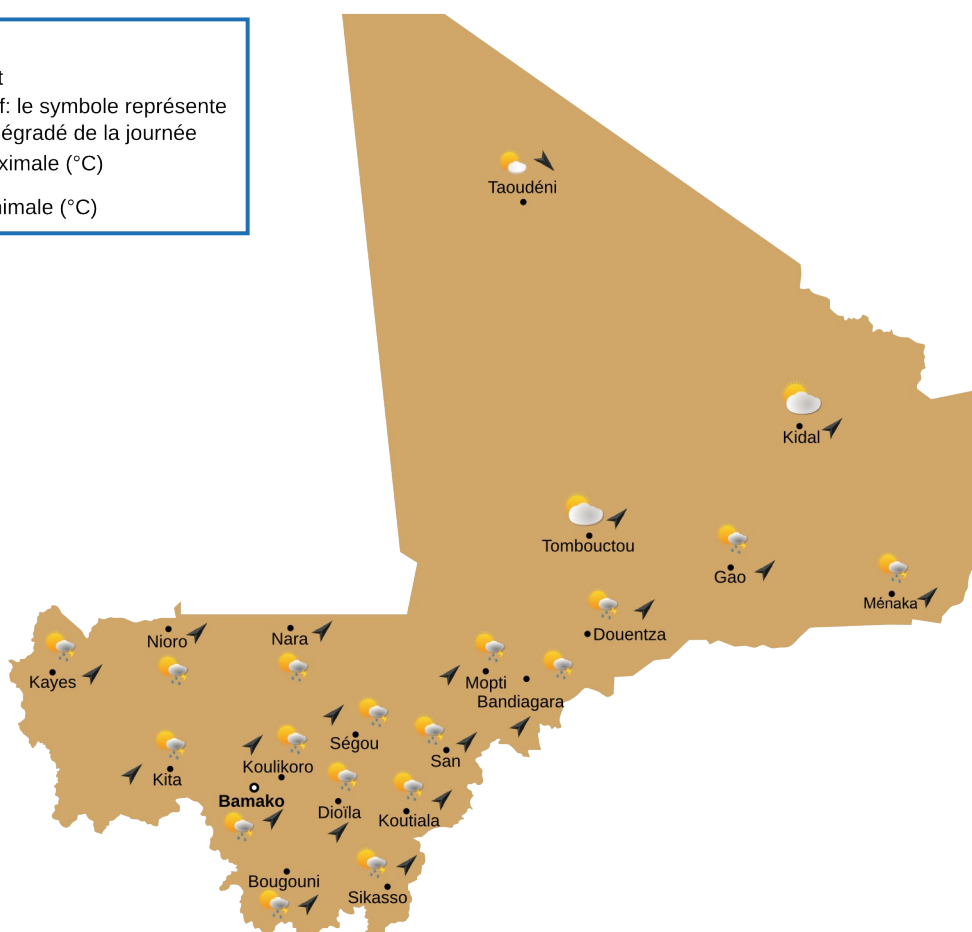 t
f: le symbole représente
égradé de la journée
ximale (°C)
nimale (°C)
Taoudéni
Kidal
Tombouctou
Gao
Ménaka
Douentza
Nioro
Nara
Kayes
Mopti
Bandiagara
Ségou
San
Koulikoro
Kita
Bamako
Dioïla
Koutiala
Bougouni
Sikasso